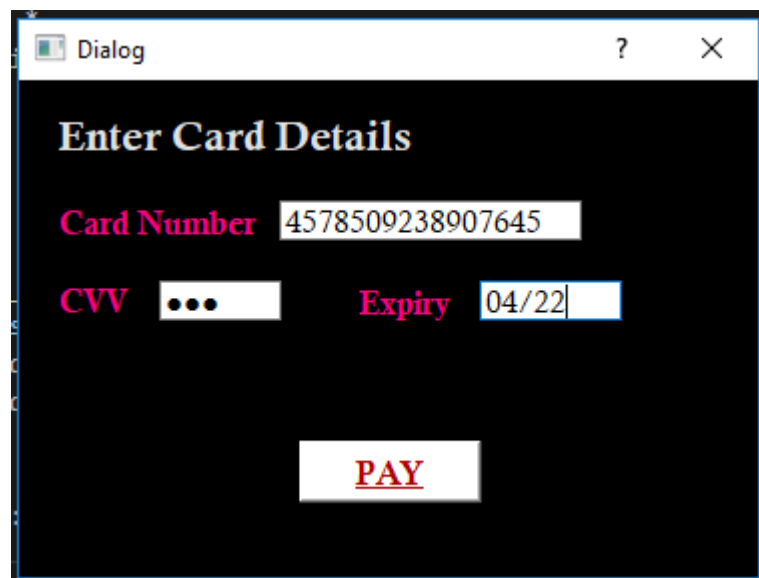 Dialog ?
Enter Card Details
Card Number 4578509238907645
CVV ●●● Expiry 04/22
PAY